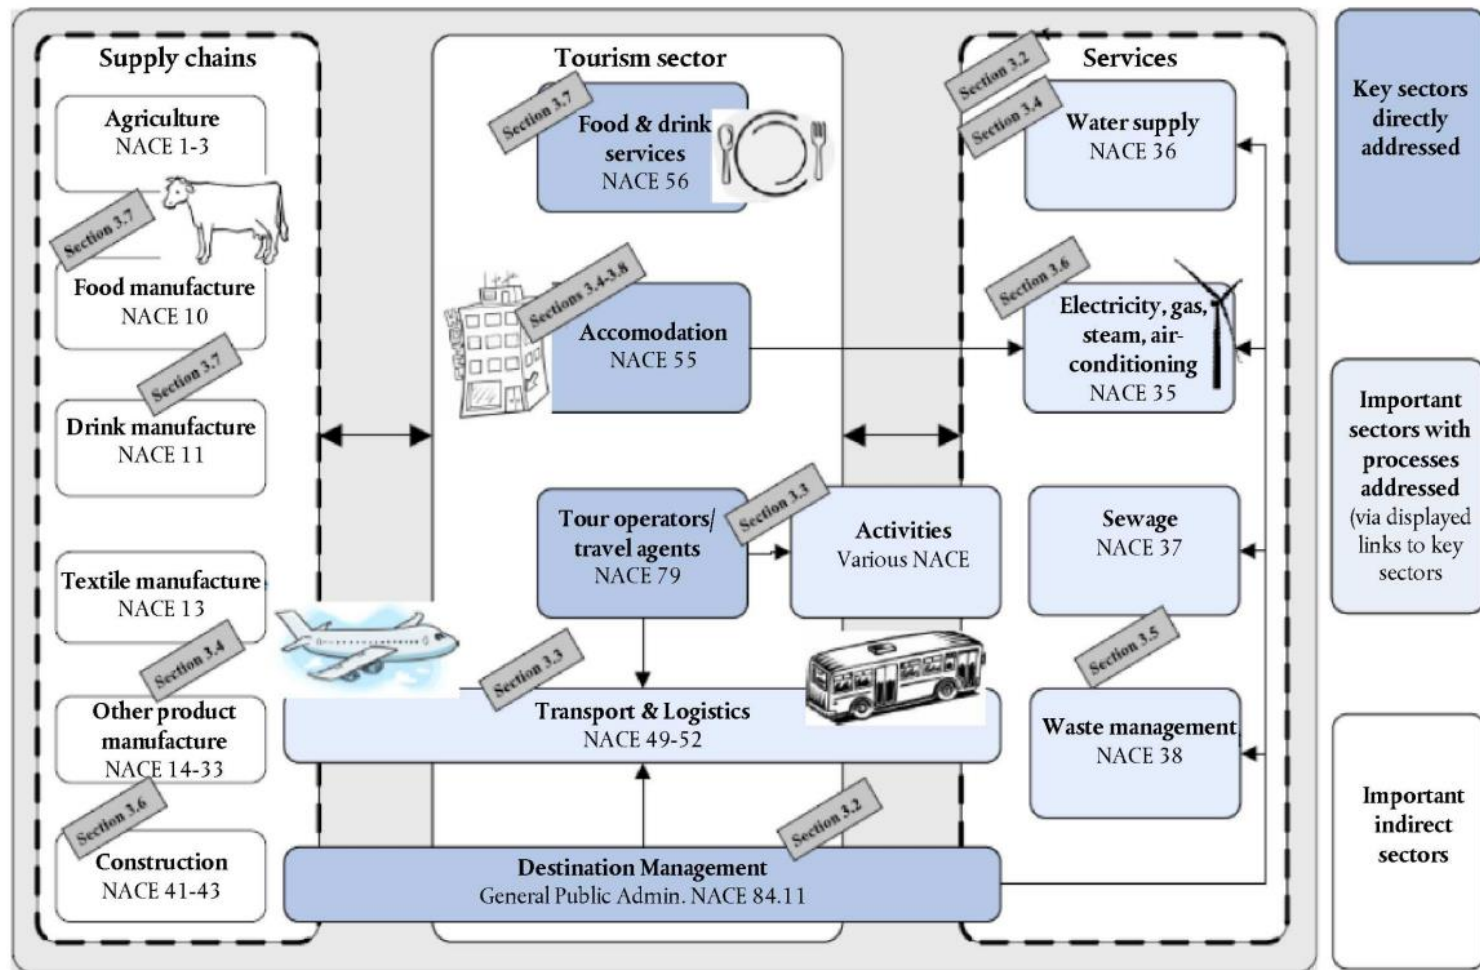 Supply chains
Agriculture
NACE 1-3
Section 3.7
Food manufacture
NACE 10
Section 3.7
Drink manufacture
NACE 11
Textile manufacture
NACE 13
Section 3.4
Other product
manufacture
NACE 14-33
Section 3.6
Construction
NACE 41-43
Tourism sector
Section 3.7
Food & drink
services
NACE 56
Sections 3.4-3.8
Accomodation
NACE 55
Tour operators/
travel agents
NACE 79
Section 3.3
Activities
Various NACE
Section 3.3
Transport & Logistics
NACE 49-52
Section 3.2
Destination Management
General Public Admin. NACE 84.11
Services
Section 3.2
Section 3.4
Water supply
NACE 36
Section 3.6
Electricity, gas,
steam, air-
conditioning
NACE 35
Sewage
NACE 37
Section 3.5
Waste management
NACE 38
Key sectors
directly
addressed
Important
sectors with
processes
addressed
(via displayed
links to key
sectors
Important
indirect
sectors